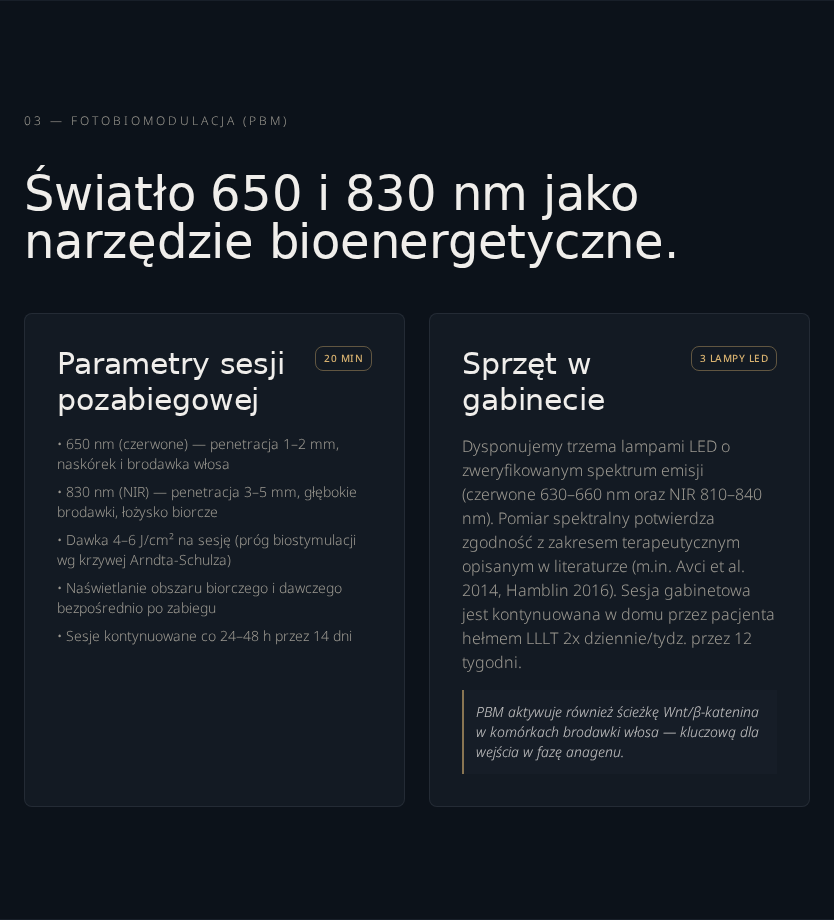 03 — FOTOBIOMODULACJA (PBM)
Światło 650 i 830 nm jako
narzędzie bioenergetyczne.
Parametry sesji
pozabiegowej
20 MIN
• 650 nm (czerwone) — penetracja 1–2 mm,
naskórek i brodawka włosa
• 830 nm (NIR) — penetracja 3–5 mm, głębokie
brodawki, łożysko biorcze
• Dawka 4–6 J/cm² na sesję (próg biostymulacji
wg krzywej Arndta-Schulza)
• Naświetlanie obszaru biorczego i dawczego
bezpośrednio po zabiegu
• Sesje kontynuowane co 24–48 h przez 14 dni
Sprzęt w
gabinecie
3 LAMPY LED
Dysponujemy trzema lampami LED o
zweryfikowanym spektrum emisji
(czerwone 630–660 nm oraz NIR 810–840
nm). Pomiar spektralny potwierdza
zgodność z zakresem terapeutycznym
opisanym w literaturze (m.in. Avci et al.
2014, Hamblin 2016). Sesja gabinetowa
jest kontynuowana w domu przez pacjenta
hełmem LLLT 2x dziennie/tydz. przez 12
tygodni.
PBM aktywuje również ścieżkę Wnt/β-katenina
w komórkach brodawki włosa — kluczową dla
wejścia w fazę anagenu.